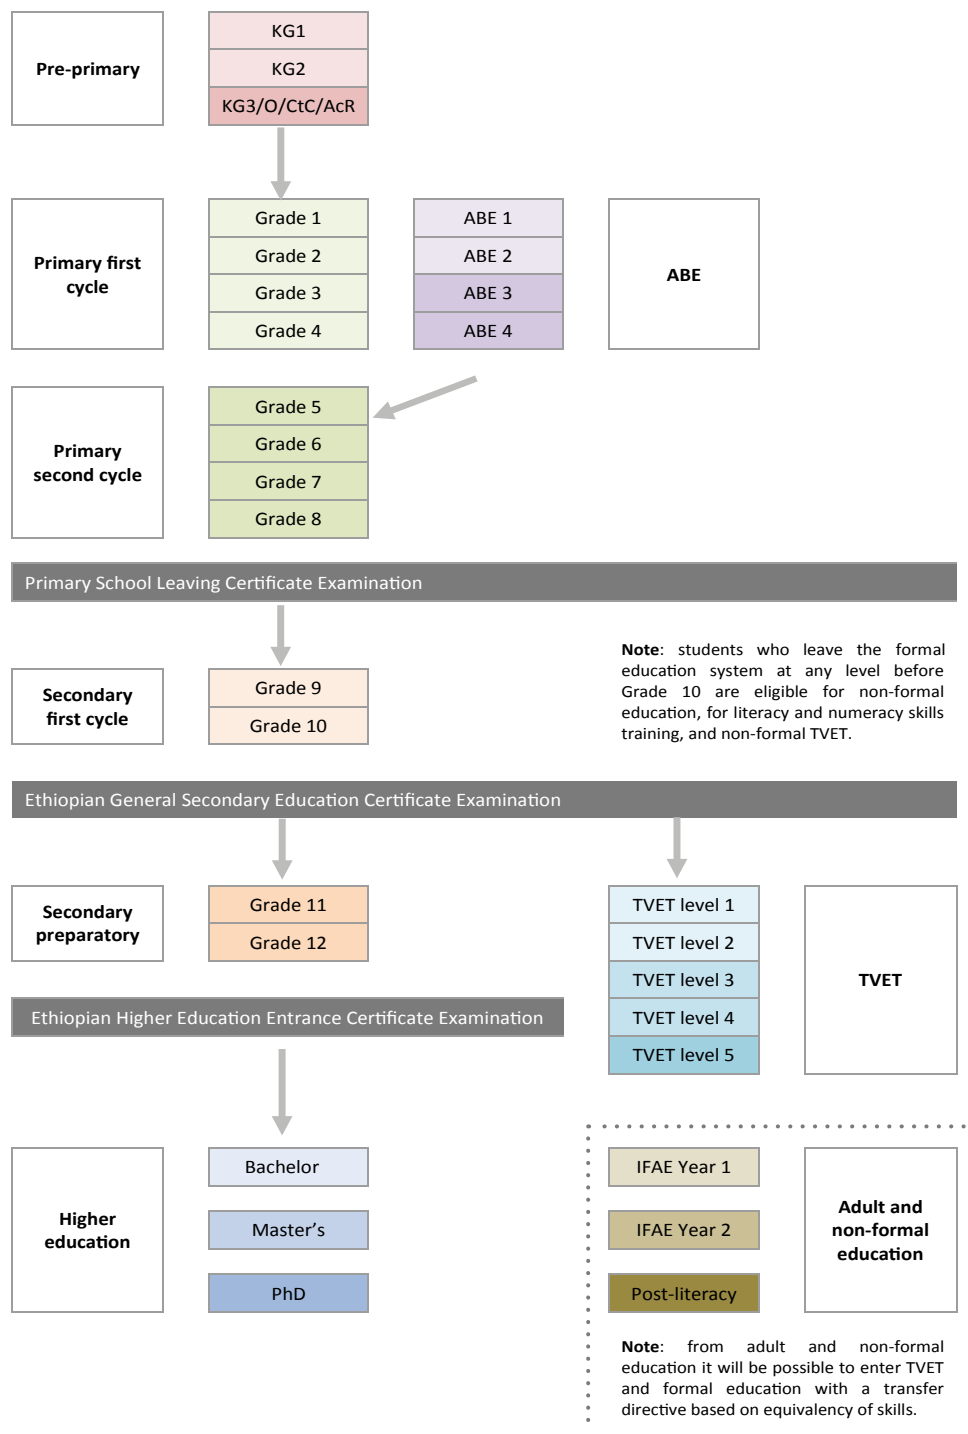 Pre-primary
KG1
KG2
KG3/O/CtC/AcR
Primary first
cycle
Grade 1
Grade 2
Grade 3
Grade 4
ABE 1
ABE 2
ABE 3
ABE 4
ABE
Primary
second cycle
Grade 5
Grade 6
Grade 7
Grade 8
Primary School Leaving Certificate Examination
Secondary
first cycle
Grade 9
Grade 10
Note: students who leave the formal
education system at any level before
Grade 10 are eligible for non-formal
education, for literacy and numeracy skills
training, and non-formal TVET.
Ethiopian General Secondary Education Certificate Examination
Secondary
preparatory
Grade 11
Grade 12
TVET level 1
TVET level 2
TVET level 3
TVET level 4
TVET level 5
TVET
Ethiopian Higher Education Entrance Certificate Examination
Higher
education
Bachelor
Master’s
PhD
IFAE Year 1
IFAE Year 2
Post-literacy
Adult and
non-formal
education
Note: from adult and non-formal
education it will be possible to enter TVET
and formal education with a transfer
directive based on equivalency of skills.